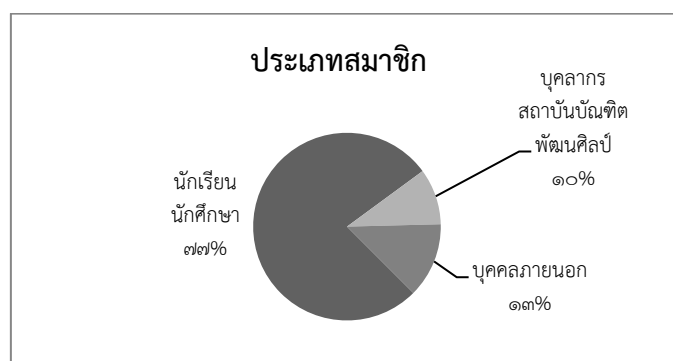 ประเภทสมาชิก
บุคลากร
สถาบันบัณฑิต
พัฒนศิลป์
๑๐%
นักเรียน
นักศึกษา
๗๗%
บุคคลภายนอก
๑๓%